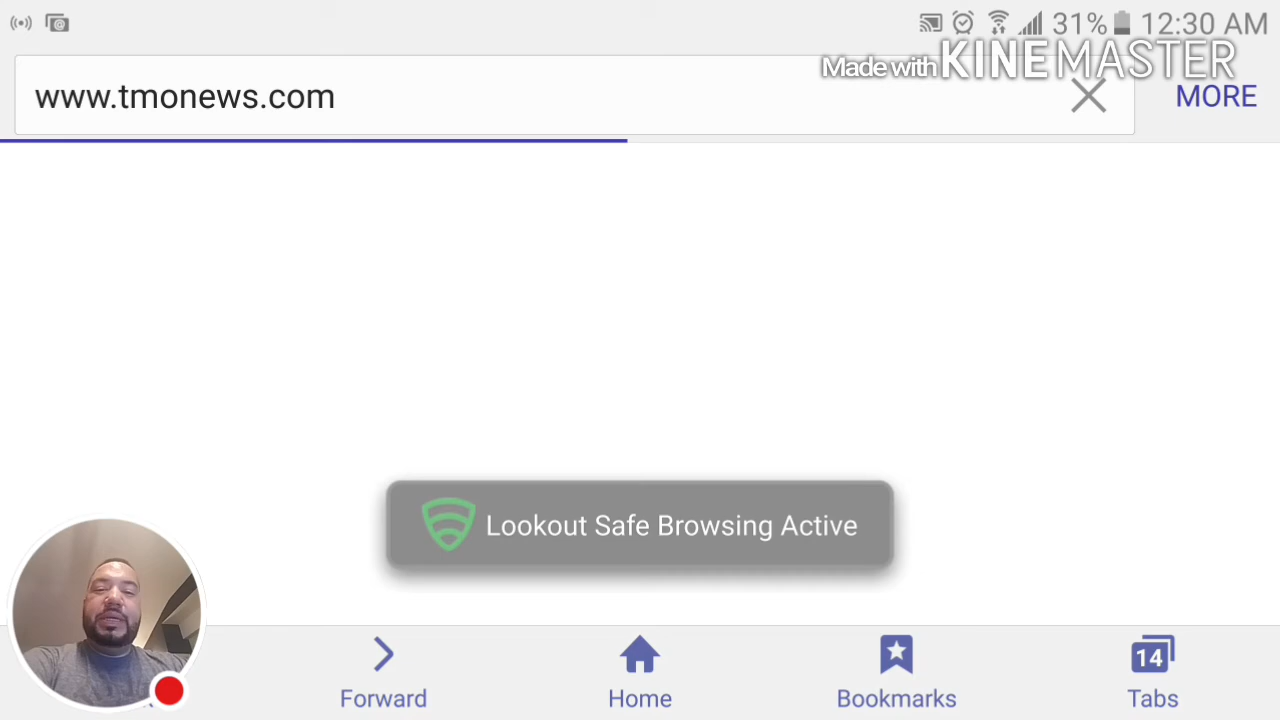 31% 12:30 AM
Made with KINEMASTER
www.tmonews.com
MORE
Lookout Safe Browsing Active
Forward
Home
Bookmarks
14
Tabs